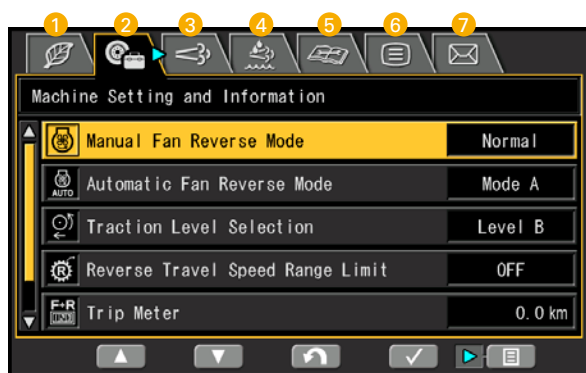 1 2 3 4 5 6 7
Machine Setting and Information
Manual Fan Reverse Mode Normal
AUTO Automatic Fan Reverse Mode Mode A
Traction Level Selection Level B
R Reverse Travel Speed Range Limit OFF
F+R Trip Meter 0.0 km